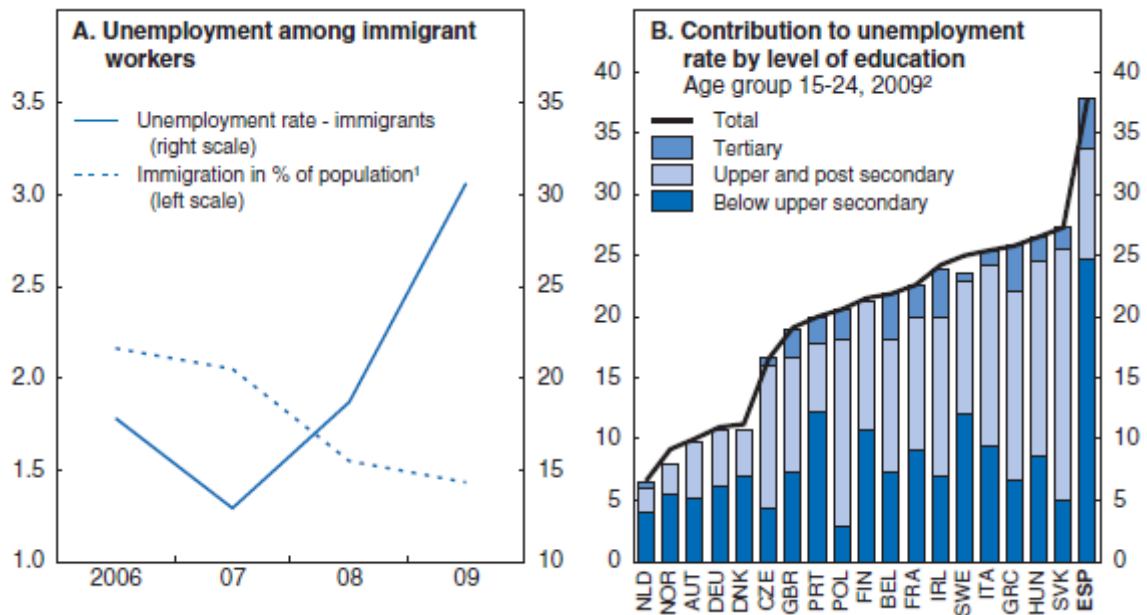 A. Unemployment among immigrant
workers
3.5
3.0
2.5
2.0
1.5
1.0
Unemployment rate - immigrants
(right scale)
Immigration in % of population¹
(left scale)
35
30
25
20
15
10
2006 07 08 09
B. Contribution to unemployment
rate by level of education
Age group 15-24, 2009²
40
35
30
25
20
15
10
5
0
Total
Tertiary
Upper and post secondary
Below upper secondary
40
35
30
25
20
15
10
5
0
NLD
NOR
AUT
DEU
DNK
CZE
GBR
PRT
POL
FIN
BEL
FRA
IRL
SWE
ITA
GRC
HUN
SVK
ESP